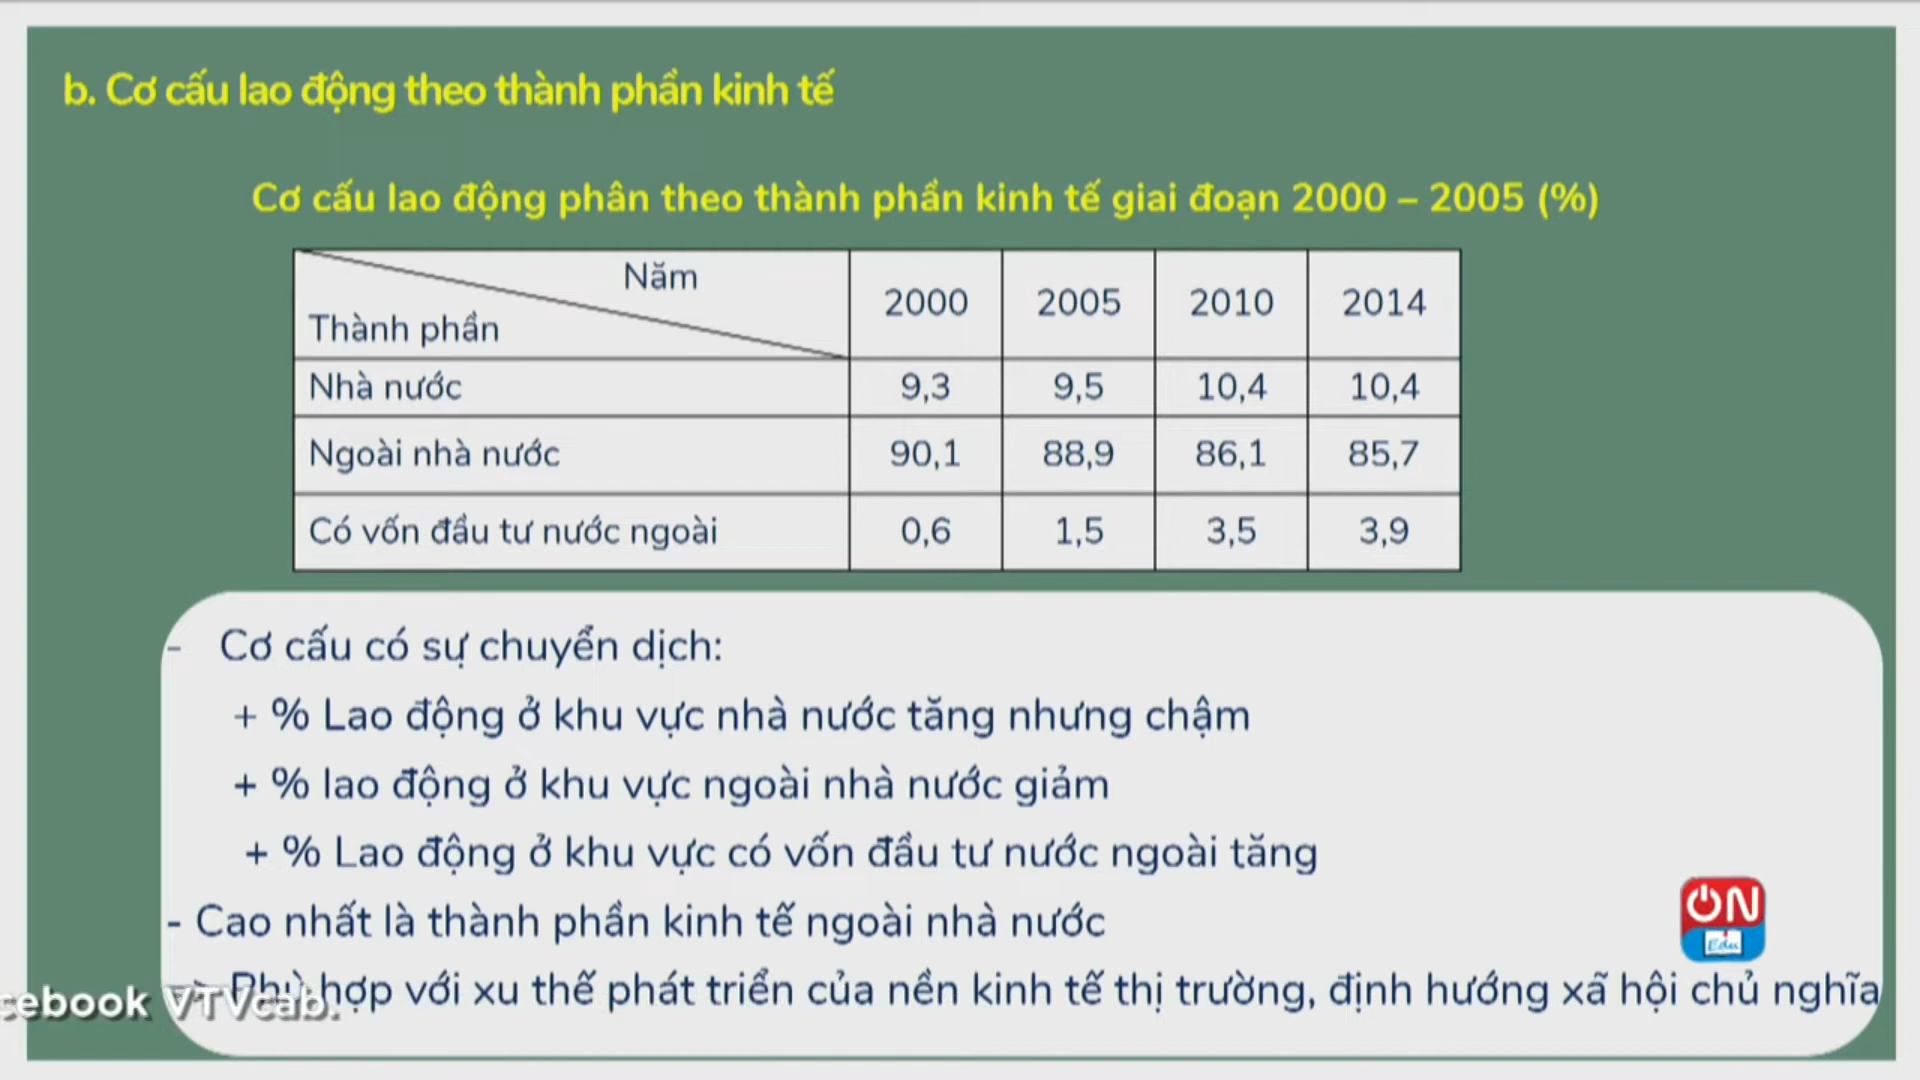 b. Cơ cấu lao động theo thành phần kinh tế
Cơ cấu lao động phân theo thành phần kinh tế giai đoạn 2000 – 2005 (%)
Năm
Thành phần
2000 2005 2010 2014
Nhà nước 9,3 9,5 10,4 10,4
Ngoài nhà nước 90,1 88,9 86,1 85,7
Có vốn đầu tư nước ngoài 0,6 1,5 3,5 3,9
- Cơ cấu có sự chuyển dịch:
+ % Lao động ở khu vực nhà nước tăng nhưng chậm
+ % lao động ở khu vực ngoài nhà nước giảm
+ % Lao động ở khu vực có vốn đầu tư nước ngoài tăng
- Cao nhất là thành phần kinh tế ngoài nhà nước
Phù hợp với xu thế phát triển của nền kinh tế thị trường, định hướng xã hội chủ nghĩa
cebook VTVcab.
ON
Edu